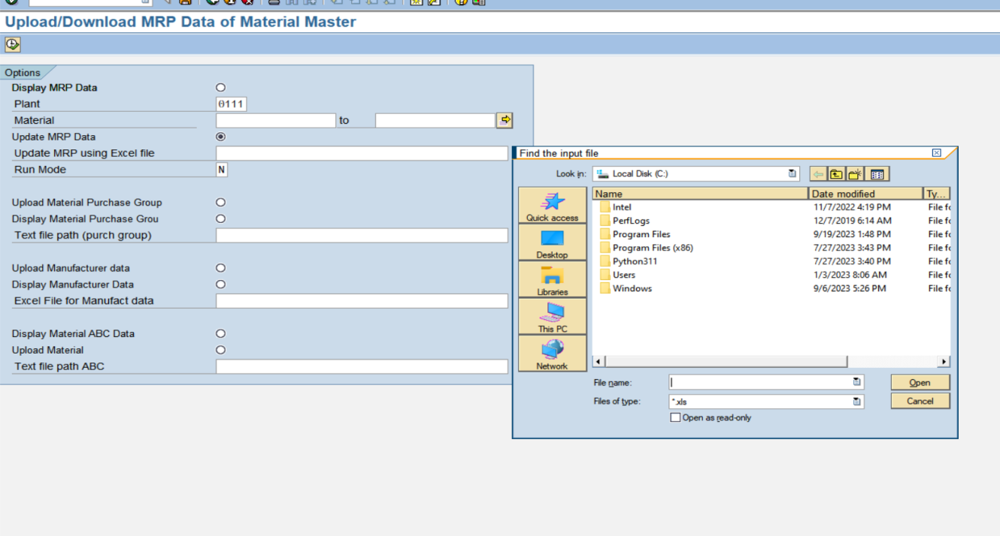 Upload/Download MRP Data of Material Master
Options
Display MRP Data
Plant 0111
Material to
Update MRP Data
Update MRP using Excel file
Run Mode N
Upload Material Purchase Group
Display Material Purchase Grou
Text file path (purch group)
Upload Manufacturer data
Display Manufacturer Data
Excel File for Manufact data
Display Material ABC Data
Upload Material
Text file path ABC
Find the input file
Look in: Local Disk (C:)
Quick access
Desktop
Libraries
This PC
Network
Name Date modified Ty...
Intel 11/7/2022 4:19 PM File fo
PerfLogs 12/7/2019 6:14 AM File fo
Program Files 9/19/2023 1:48 PM File fo
Program Files (x86) 7/27/2023 3:43 PM File fo
Python311 7/27/2023 3:40 PM File fo
Users 1/3/2023 8:06 AM File fo
Windows 9/6/2023 5:26 PM File fo
File name: Open
Files of type: *.xls Cancel
Open as read-only